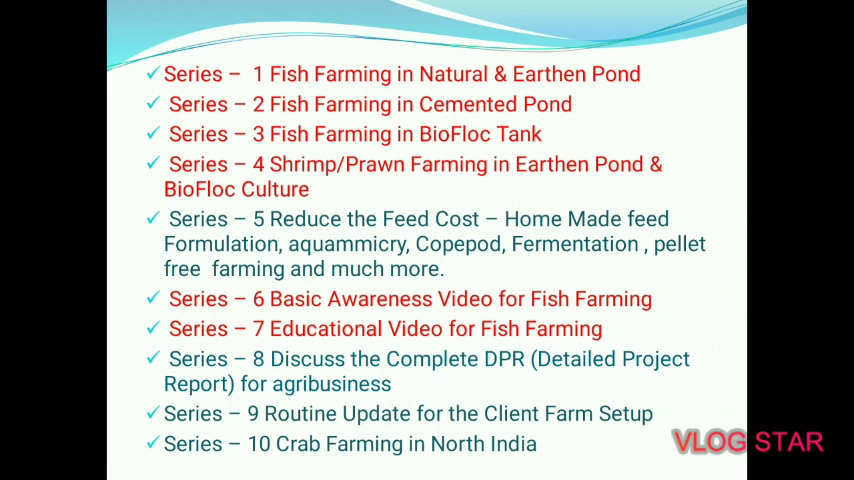 Series – 1 Fish Farming in Natural & Earthen Pond
Series – 2 Fish Farming in Cemented Pond
Series – 3 Fish Farming in BioFloc Tank
Series – 4 Shrimp/Prawn Farming in Earthen Pond &
BioFloc Culture
Series – 5 Reduce the Feed Cost – Home Made feed
Formulation, aquammicry, Copepod, Fermentation , pellet
free farming and much more.
Series – 6 Basic Awareness Video for Fish Farming
Series – 7 Educational Video for Fish Farming
Series – 8 Discuss the Complete DPR (Detailed Project
Report) for agribusiness
Series – 9 Routine Update for the Client Farm Setup
Series – 10 Crab Farming in North India
VLOG STAR